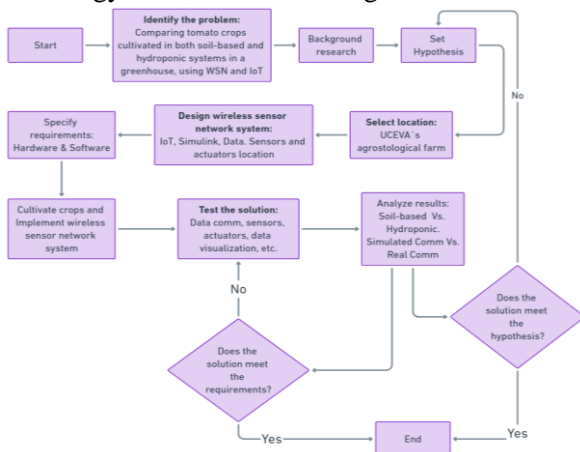 Start
Identify the problem:
Comparing tomato crops
cultivated in both soil-based and
hydroponic systems in a
greenhouse, using WSN and IoT
Background
research
Set
Hypothesis
No
Specify
requirements:
Hardware & Software
Design wireless sensor
network system:
IoT, Simulink, Data. Sensors and
actuators location
Select location:
UCEVA´s
agrostological farm
Cultivate crops and
Implement wireless
sensor network
system
Test the solution:
Data comm, sensors,
actuators, data
visualization, etc.
Analyze results:
Soil-based Vs.
Hydroponic.
Simulated Comm Vs.
Real Comm
No
Does the
solution meet
the
hypothesis?
Does the
solution meet
the
requirements?
Yes
End
Yes